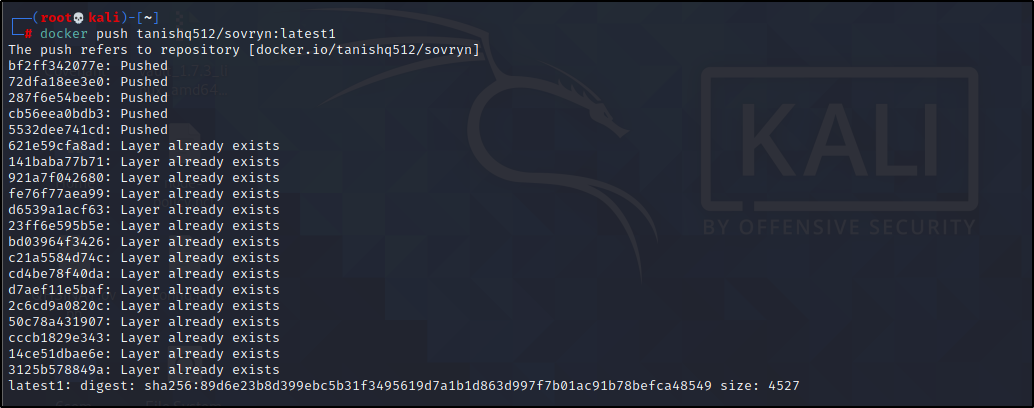 (root💀kali)-[~]
# docker push tanishq512/sovryn:latest1
The push refers to repository [docker.io/tanishq512/sovryn]
bf2ff342077e: Pushed
72dfa18ee3e0: Pushed
287f6e54beeb: Pushed
cb56eea0bdb3: Pushed
5532dee741cd: Pushed
621e59cfa8ad: Layer already exists
141baba77b71: Layer already exists
921a7f042680: Layer already exists
fe76f77aea99: Layer already exists
d6539a1acf63: Layer already exists
23ff6e595b5e: Layer already exists
bd03964f3426: Layer already exists
c21a5584d74c: Layer already exists
cd4be78f40da: Layer already exists
d7aef11e5baf: Layer already exists
2c6cd9a0820c: Layer already exists
50c78a431907: Layer already exists
cccb1829e343: Layer already exists
14ce51dbae6e: Layer already exists
3125b578849a: Layer already exists
latest1: digest: sha256:89d6e23b8d399ebc5b31f3495619d7a1b1d863d997f7b01ac91b78befca48549 size: 4527
KALI
BY OFFENSIVE SECURITY